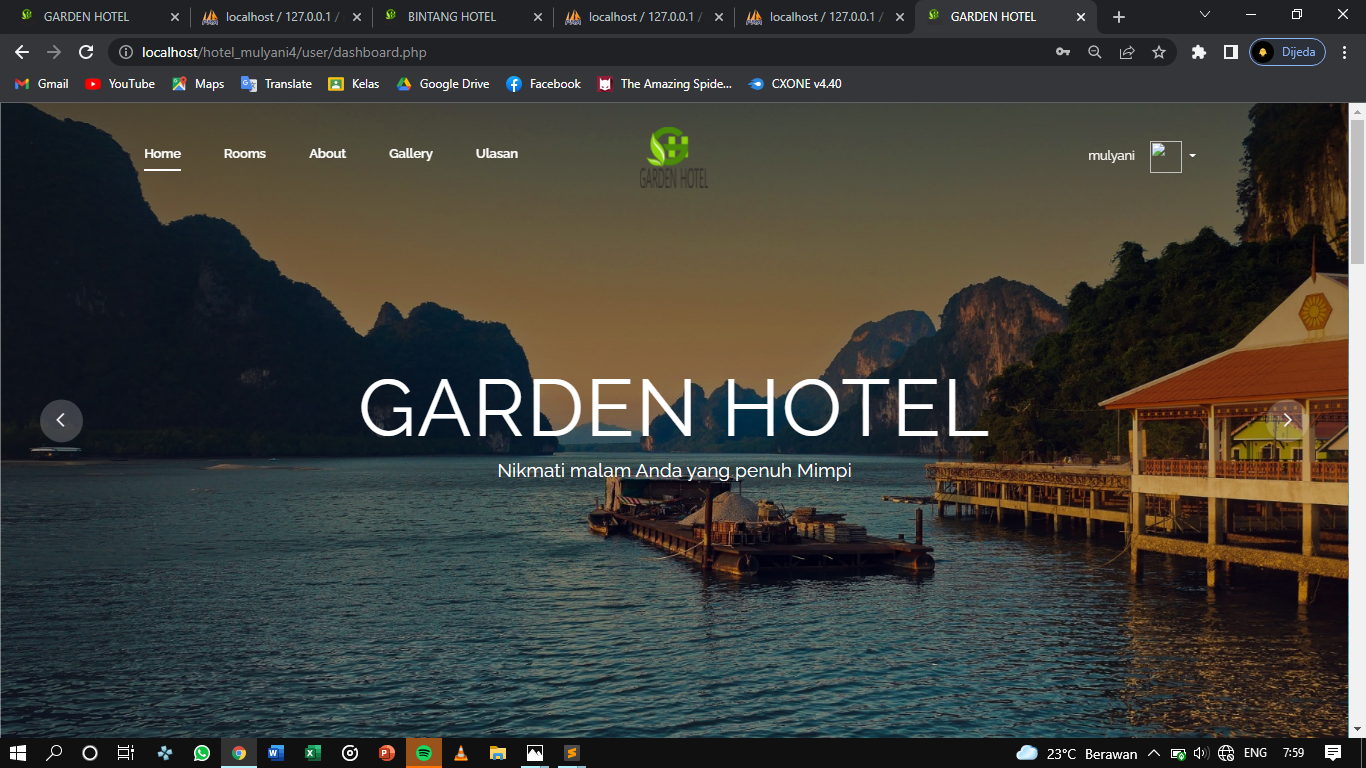 GARDEN HOTEL
localhost / 127.0.0.1 /
BINTANG HOTEL
localhost / 127.0.0.1 /
localhost / 127.0.0.1 /
GARDEN HOTEL
localhost/hotel_mulyani4/user/dashboard.php
Dijeda
Gmail
YouTube
Maps
Translate
Kelas
Google Drive
Facebook
The Amazing Spide...
CXONE v4.40
Home
Rooms
About
Gallery
Ulasan
GARDEN HOTEL
mulyani
GARDEN HOTEL
Nikmati malam Anda yang penuh Mimpi
23°C Berawan
ENG
7:59